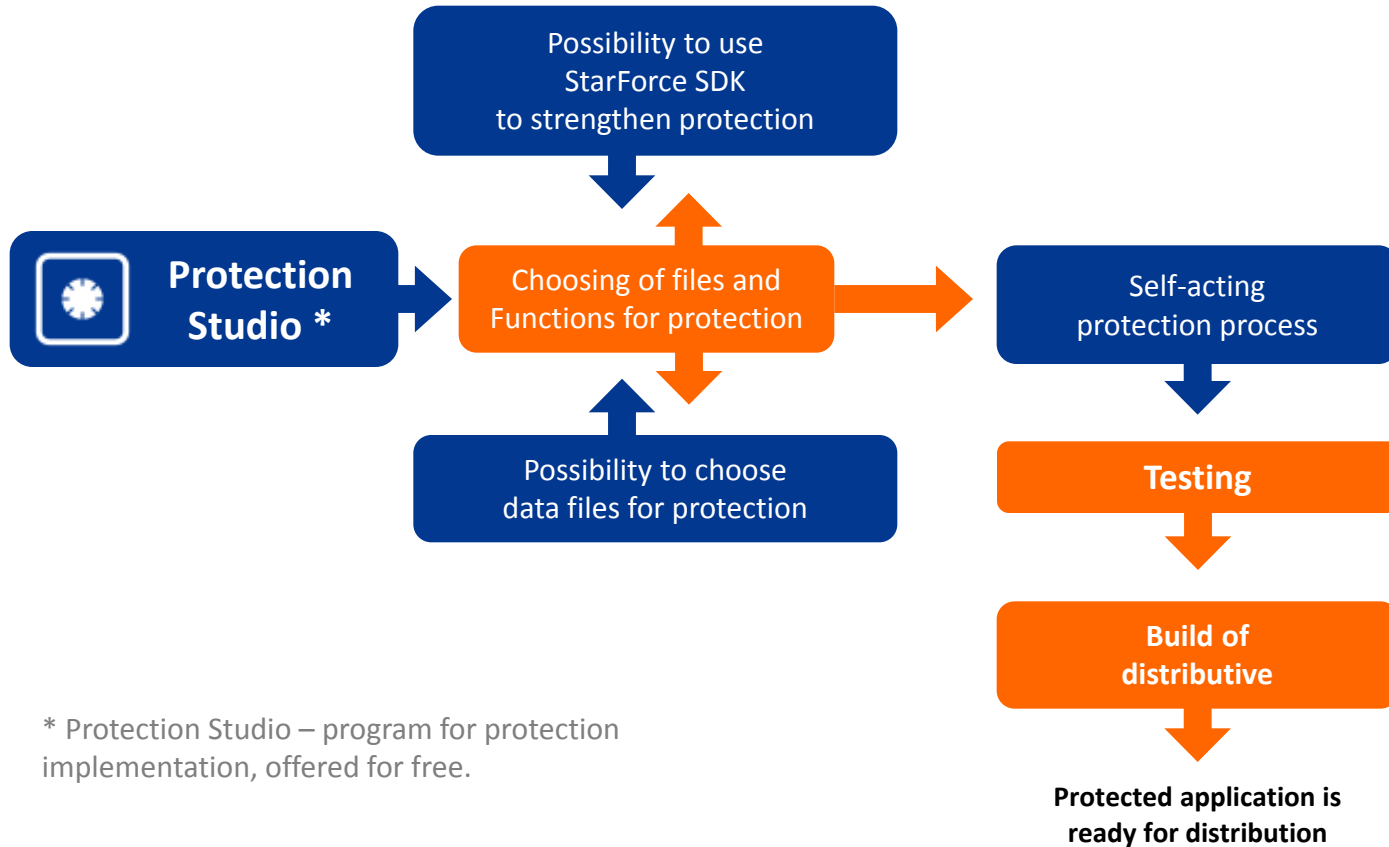 Possibility to use
StarForce SDK
to strengthen protection
Protection
Studio *
Choosing of files and
Functions for protection
Self-acting
protection process
Possibility to choose
data files for protection
Testing
Build of
distributive
* Protection Studio – program for protection
implementation, offered for free.
Protected application is
ready for distribution